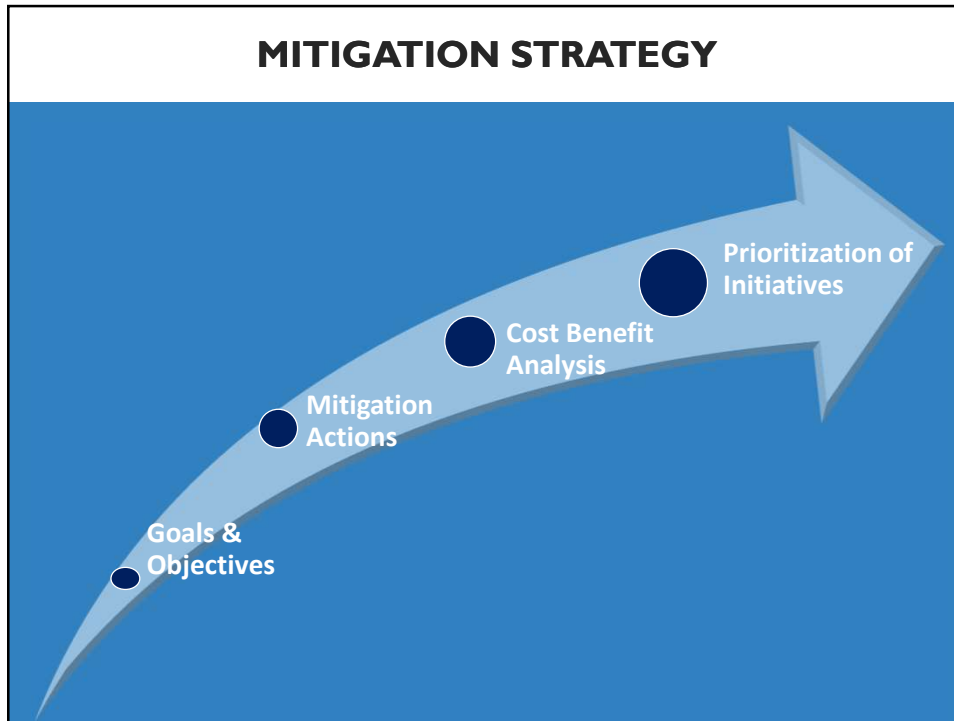 MITIGATION STRATEGY
Prioritization of
Initiatives
Cost Benefit
Analysis
Mitigation
Actions
Goals &
Objectives